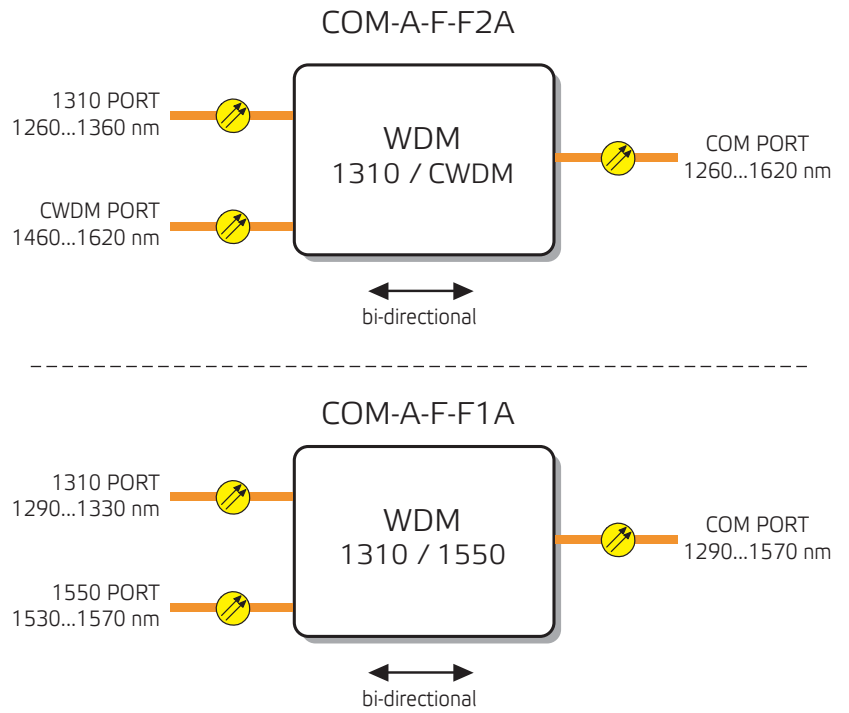 COM-A-F-F2A
1310 PORT
1260...1360 nm
CWDM PORT
1460...1620 nm
WDM
1310 / CWDM
COM PORT
1260...1620 nm
bi-directional
COM-A-F-F1A
1310 PORT
1290...1330 nm
1550 PORT
1530...1570 nm
WDM
1310 / 1550
COM PORT
1290...1570 nm
bi-directional